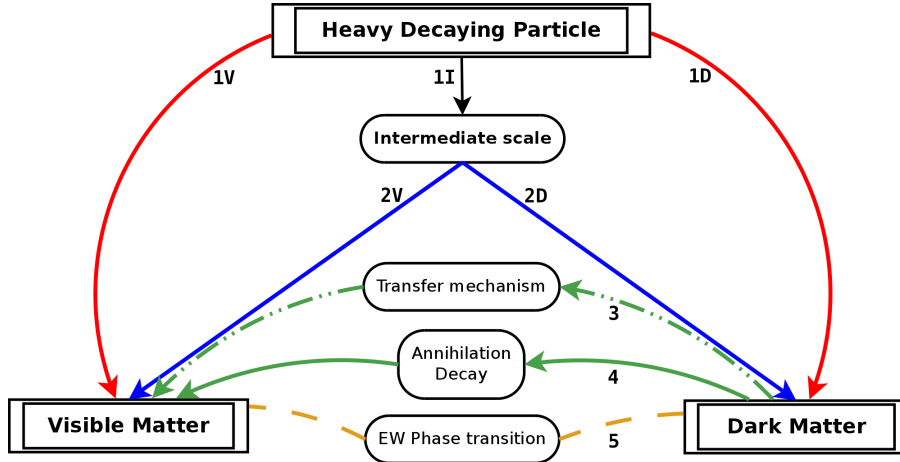 Heavy Decaying Particle
1V
1I
1D
Intermediate scale
2V
2D
Transfer mechanism
3
Annihilation
Decay
4
Visible Matter
EW Phase transition
5
Dark Matter